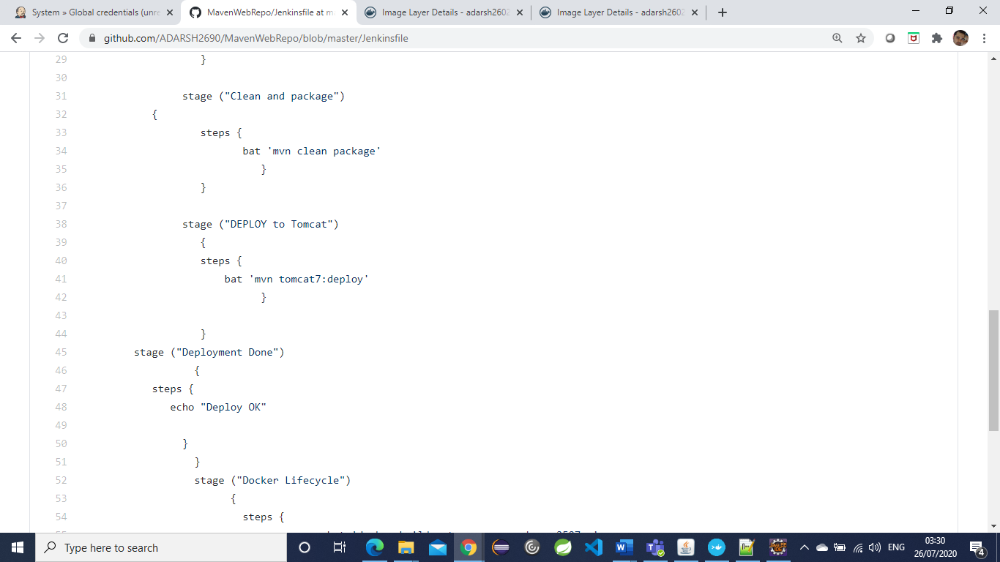 System » Global credentials (unre
MavenWebRepo/Jenkinsfile at m
Image Layer Details - adarsh2602
Image Layer Details - adarsh2602
github.com/ADARSH2690/MavenWebRepo/blob/master/Jenkinsfile
29 }
30
31 stage ("Clean and package")
32 {
33 steps {
34 bat 'mvn clean package'
35 }
36 }
37
38 stage ("DEPLOY to Tomcat")
39 {
40 steps {
41 bat 'mvn tomcat7:deploy'
42 }
43
44 }
45 stage ("Deployment Done")
46 {
47 steps {
48 echo "Deploy OK"
49
50 }
51 }
52 stage ("Docker Lifecycle")
53 {
54 steps {
Type here to search
ENG
03:30
26/07/2020
4